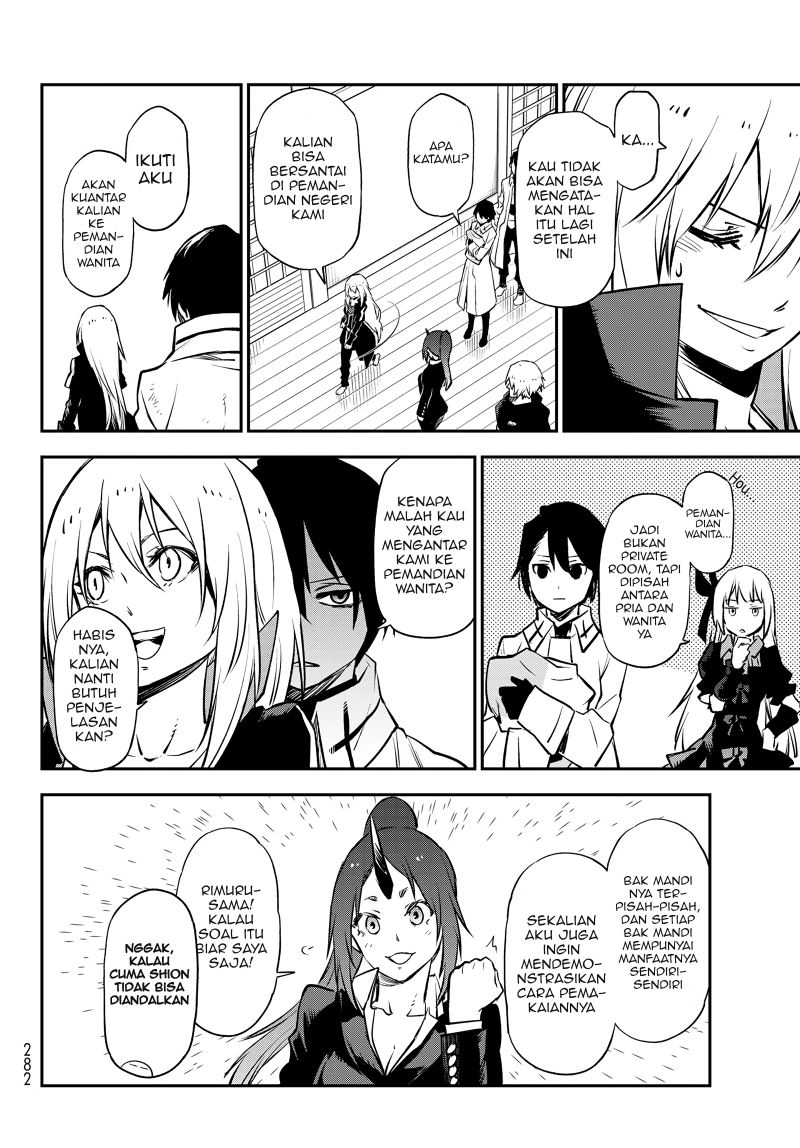 KA...
KAU TIDAK
AKAN BISA
MENGATA-
KAN HAL
ITU LAGI
SETELAH
INI
APA
KATAMU?
KALIAN
BISA
BERSANTAI
DI PEMAN-
DIAN NEGERI
KAMI
IKUTI
AKU
AKAN
KUANTAR
KALIAN
KE
PEMAN-
DIAN
WANITA
Hou..
PEMAN-
DIAN
WANITA...
JADI
BUKAN
PRIVATE
ROOM, TAPI
DIPISAH
ANTARA
PRIA DAN
WANITA
YA
KENAPA
MALAH KAU
YANG
MENGANTAR
KAMI KE
PEMANDIAN
WANITA?
HABIS
NYA,
KALIAN
NANTI
BUTUH
PENJE-
LASAN
KAN?
BAK MANDI
NYA TER-
PISAH-PISAH,
DAN SETIAP
BAK MANDI
MEMPUNYAI
MANFAATNYA
SENDIRI-
SENDIRI
SEKALIAN
AKU JUGA
INGIN
MENDEMO-
NSTRASIKAN
CARA PEMA-
KAIANNYA
RIMURU-
SAMA!
KALAU
SOAL ITU
BIAR SAYA
SAJA!
NGGAK,
KALAU
CUMA SHION
TIDAK BISA
DIANDALKAN
282